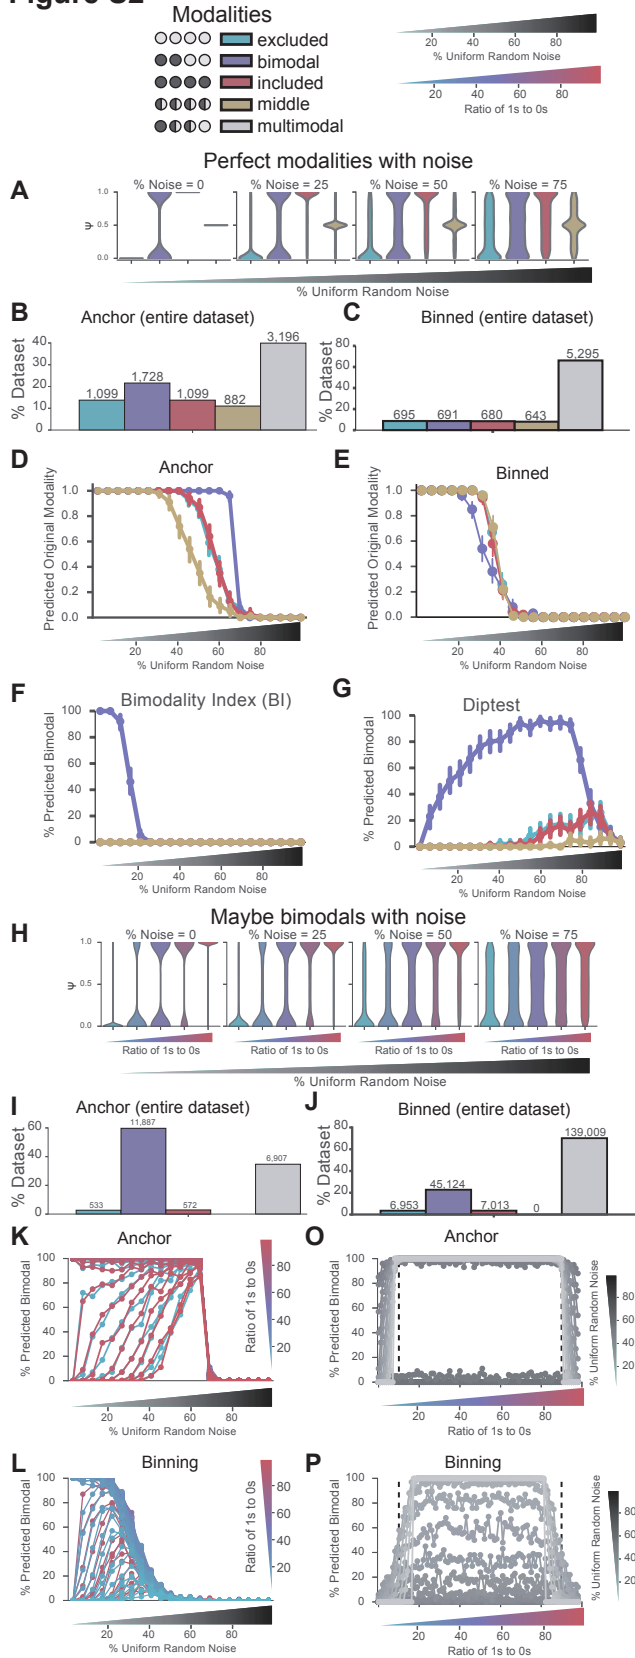 Modalities
excluded
bimodal
included
middle
multimodal
20 40 60 80
% Uniform Random Noise
20 40 60 80
Ratio of 1s to 0s
Perfect modalities with noise
A
% Noise = 0
% Noise = 25
% Noise = 50
% Noise = 75
1.0
0.5
0.0
Ψ
% Uniform Random Noise
B
Anchor (entire dataset)
% Dataset
40
30
20
10
0
1,099
1,728
1,099
882
3,196
C
Binned (entire dataset)
% Dataset
80
60
40
20
0
695
691
680
643
5,295
D
Anchor
Predicted Original Modality
1.0
0.8
0.6
0.4
0.2
0.0
20 40 60 80
% Uniform Random Noise
E
Binned
Predicted Original Modality
1.0
0.8
0.6
0.4
0.2
0.0
20 40 60 80
% Uniform Random Noise
F
Bimodality Index (BI)
% Predicted Bimodal
100
80
60
40
20
0
20 40 60 80
% Uniform Random Noise
G
Diptest
% Predicted Bimodal
100
80
60
40
20
0
20 40 60 80
% Uniform Random Noise
Maybe bimodals with noise
H
% Noise = 0
% Noise = 25
% Noise = 50
% Noise = 75
1.0
0.5
0.0
Ψ
Ratio of 1s to 0s
Ratio of 1s to 0s
Ratio of 1s to 0s
Ratio of 1s to 0s
% Uniform Random Noise
I
Anchor (entire dataset)
% Dataset
60
40
20
0
533
11,887
572
6,907
J
Binned (entire dataset)
% Dataset
80
60
40
20
0
6,953
45,124
7,013
0
139,009
K
Anchor
% Predicted Bimodal
100
80
60
40
20
0
20 40 60 80
% Uniform Random Noise
Ratio of 1s to 0s
80
60
40
20
O
Anchor
% Predicted Bimodal
100
80
60
40
20
0
20 40 60 80
Ratio of 1s to 0s
% Uniform Random Noise
80
60
40
20
L
Binning
% Predicted Bimodal
100
80
60
40
20
0
20 40 60 80
% Uniform Random Noise
Ratio of 1s to 0s
80
60
40
20
P
Binning
% Predicted Bimodal
100
80
60
40
20
0
20 40 60 80
Ratio of 1s to 0s
% Uniform Random Noise
80
60
40
20